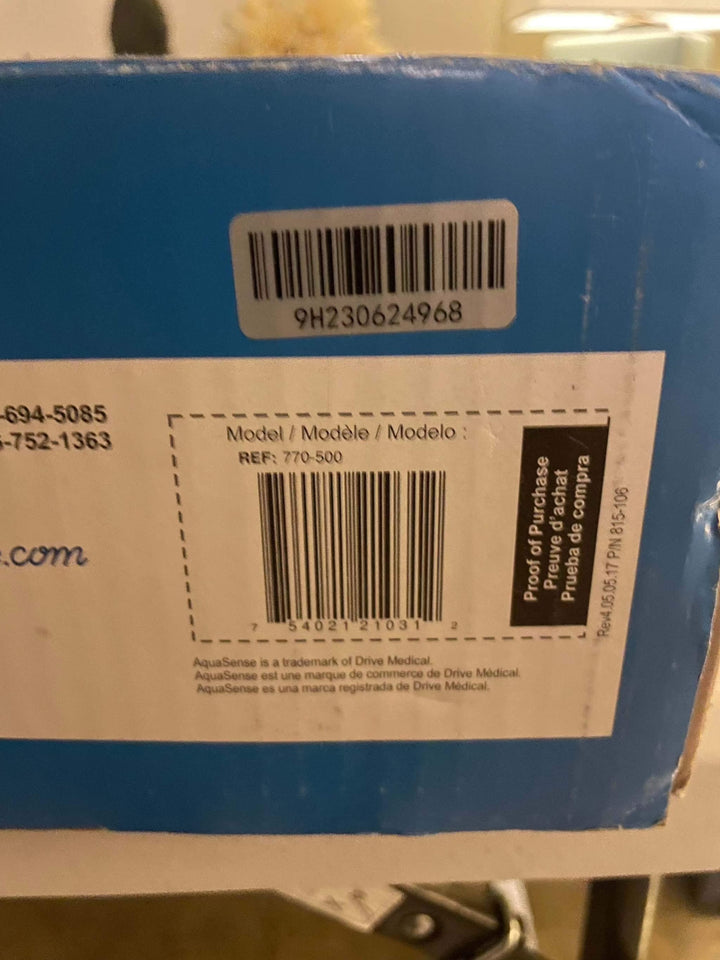 9H230624968
-694-5085
-752-1363
.com
Model / Modèle / Modelo :
REF: 770-500
7 54021 21031 2
Proof of Purchase
Preuve d'achat
Prueba de compra
Rev4.05.05.17 P/N 815-106
AquaSense is a trademark of Drive Medical.
AquaSense est une marque de commerce de Drive Médical.
AquaSense es una marca registrada de Drive Médical.